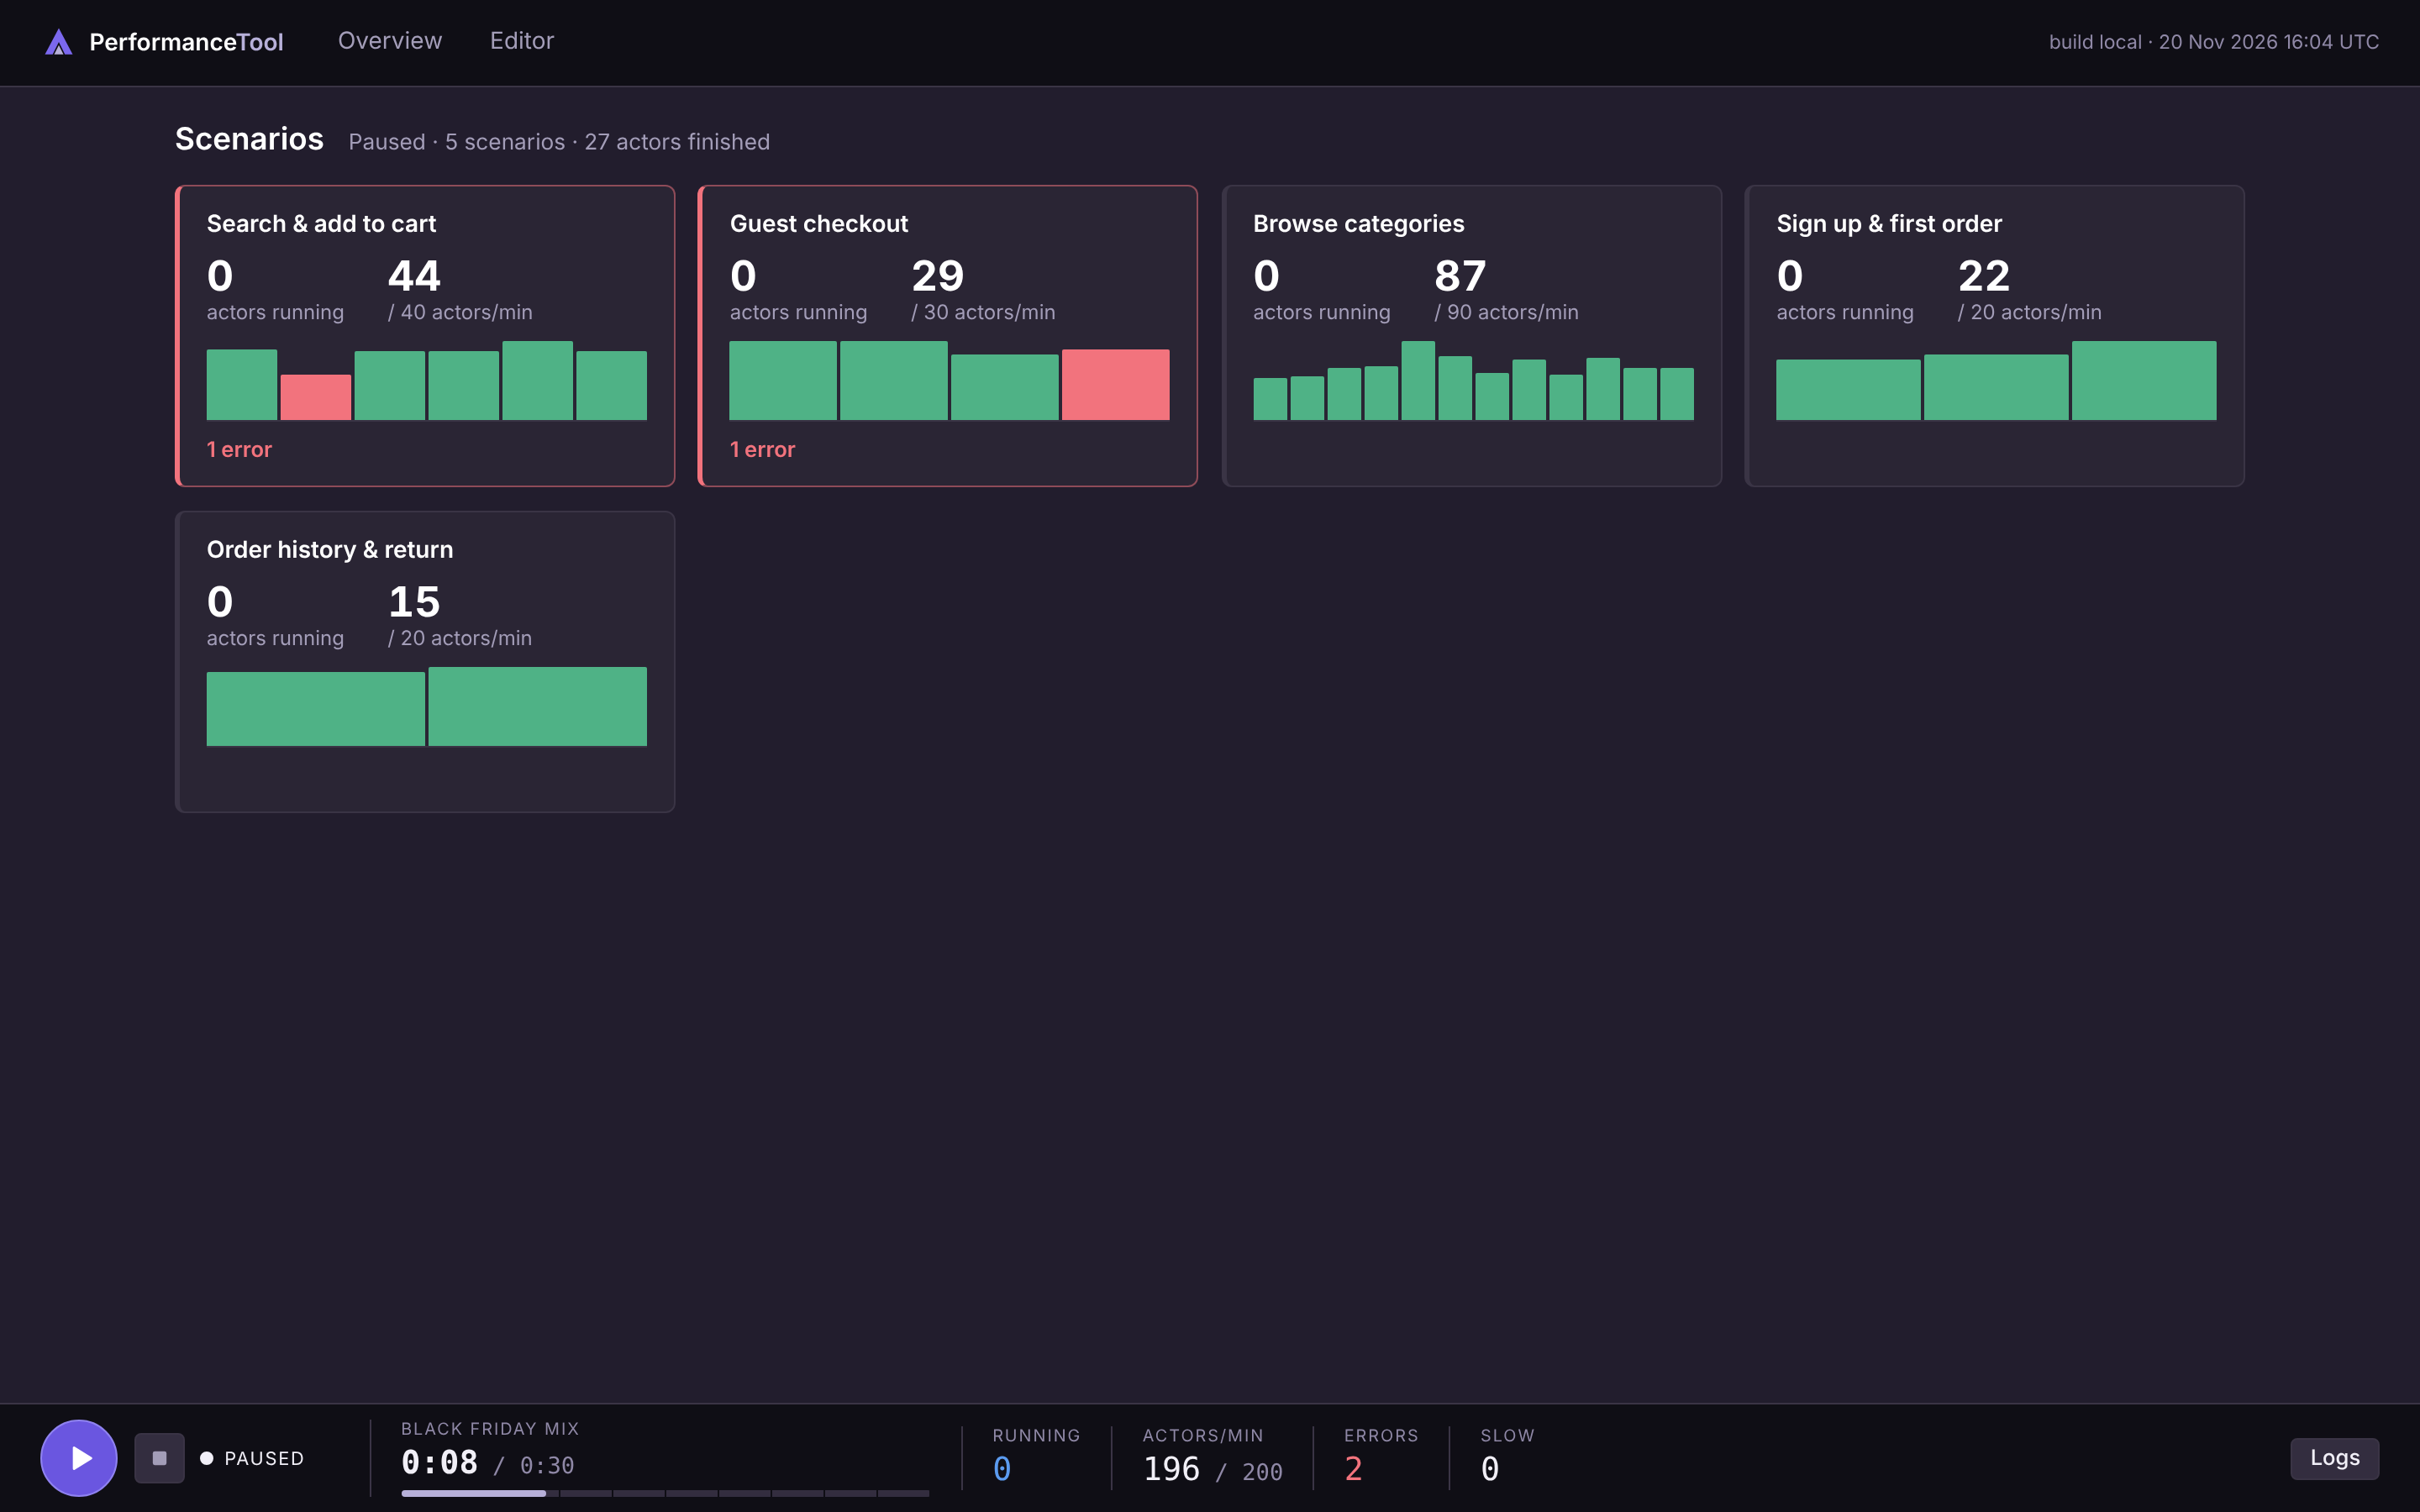 PerformanceTool
Overview
Editor
build local · 20 Nov 2026 16:04 UTC
Scenarios
Paused · 5 scenarios · 27 actors finished
Search & add to cart
0
44
actors running
/ 40 actors/min
1 error
Guest checkout
0
29
actors running
/ 30 actors/min
1 error
Browse categories
0
87
actors running
/ 90 actors/min
Sign up & first order
0
22
actors running
/ 20 actors/min
Order history & return
0
15
actors running
/ 20 actors/min
PAUSED
BLACK FRIDAY MIX
0:08 / 0:30
RUNNING
0
ACTORS/MIN
196 / 200
ERRORS
2
SLOW
0
Logs